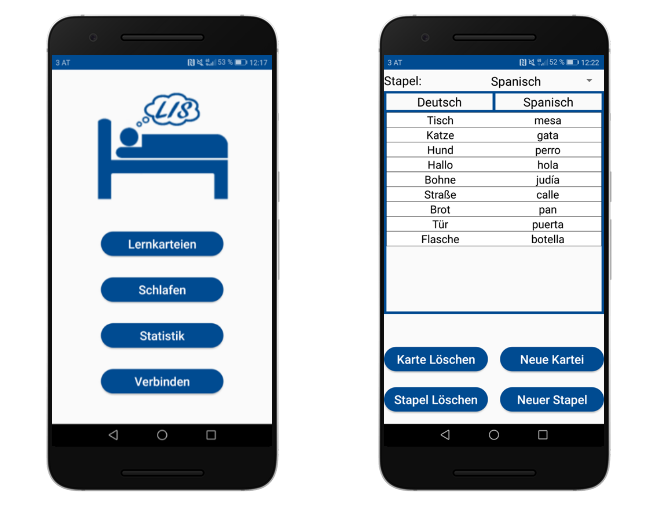 3 AT 53 % 12:17
LIS
Lernkarteien
Schlafen
Statistik
Verbinden
3 AT 52 % 12:22
Stapel: Spanisch
Deutsch Spanisch
Tisch mesa
Katze gata
Hund perro
Hallo hola
Bohne judía
Straße calle
Brot pan
Tür puerta
Flasche botella
Karte Löschen Neue Kartei
Stapel Löschen Neuer Stapel